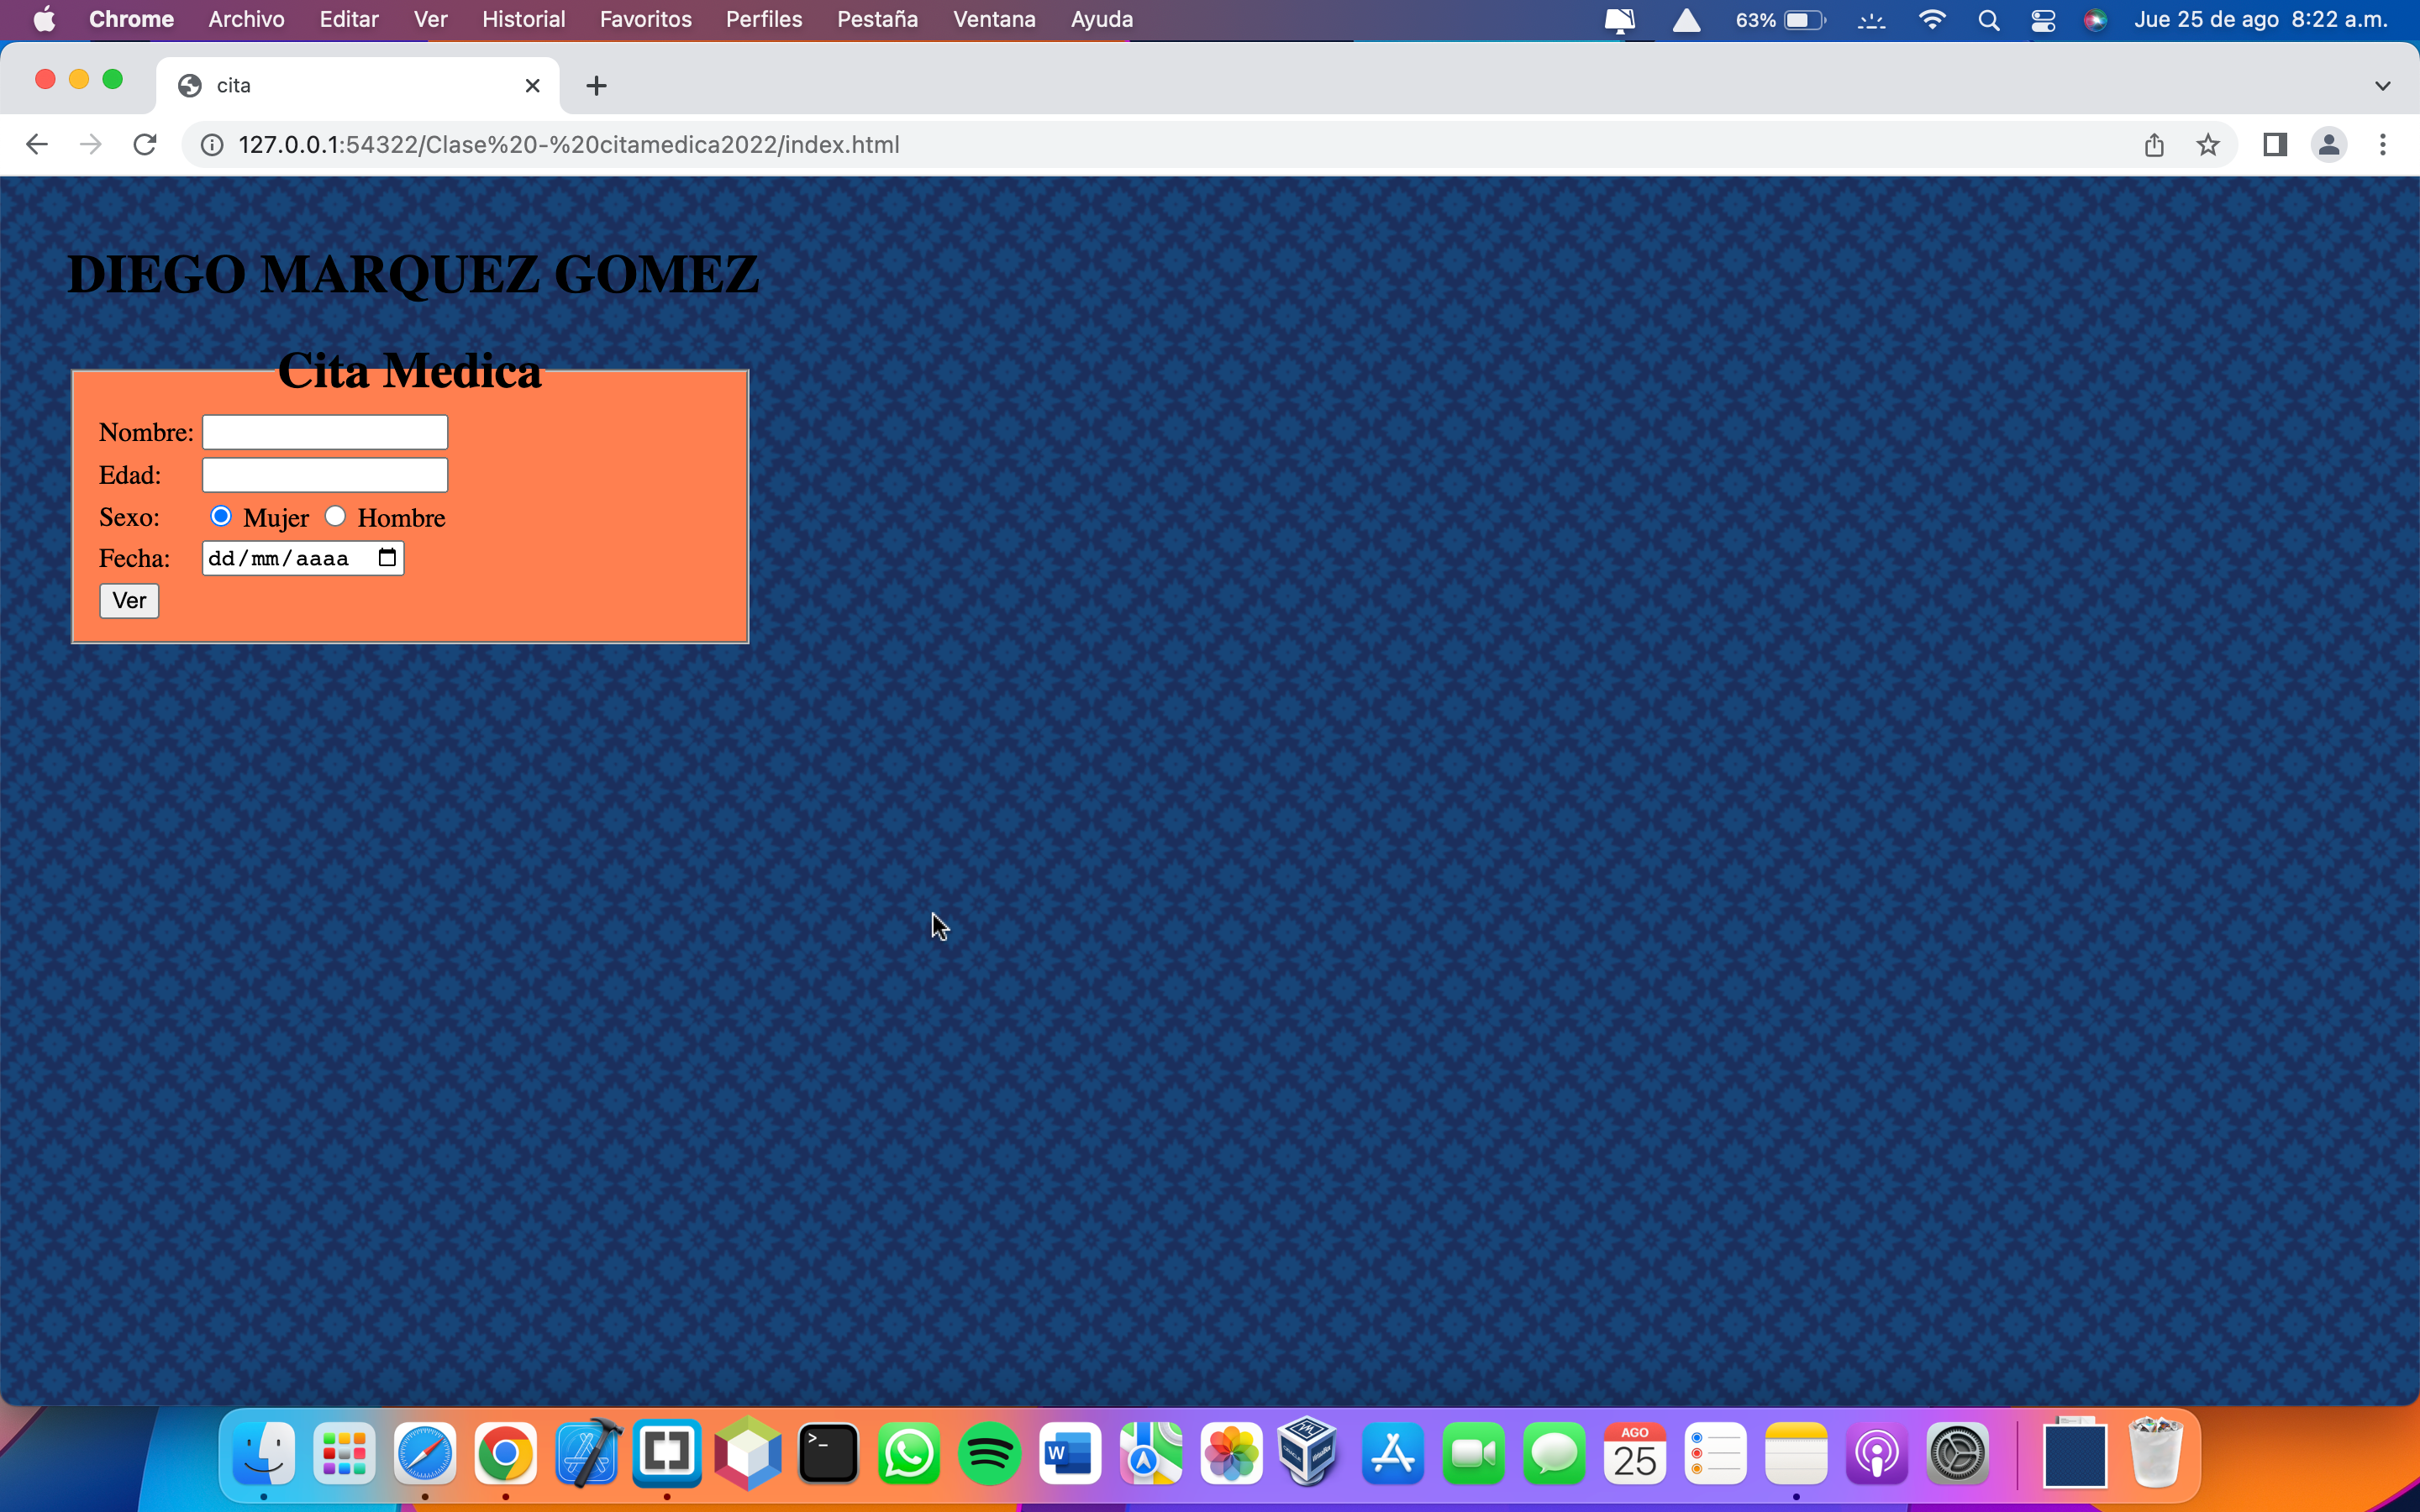 Chrome Archivo Editar Ver Historial Favoritos Perfiles Pestaña Ventana Ayuda 63% Jue 25 de ago 8:22 a.m.
cita
127.0.0.1:54322/Clase%20-%20citamedica2022/index.html
DIEGO MARQUEZ GOMEZ
Cita Medica
Nombre:
Edad:
Sexo: Mujer Hombre
Fecha: dd/mm/aaaa
Ver
>_ W AGO 25